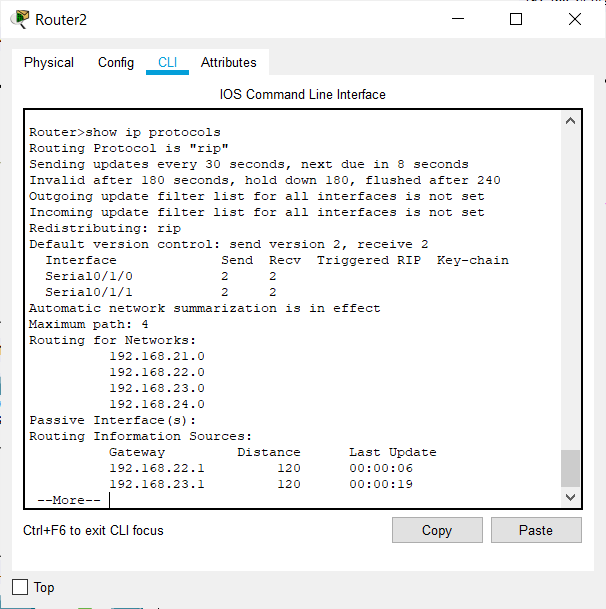 Router2
Physical Config CLI Attributes
IOS Command Line Interface
Router>show ip protocols
Routing Protocol is "rip"
Sending updates every 30 seconds, next due in 8 seconds
Invalid after 180 seconds, hold down 180, flushed after 240
Outgoing update filter list for all interfaces is not set
Incoming update filter list for all interfaces is not set
Redistributing: rip
Default version control: send version 2, receive 2
Interface Send Recv Triggered RIP Key-chain
Serial0/1/0 2 2
Serial0/1/1 2 2
Automatic network summarization is in effect
Maximum path: 4
Routing for Networks:
192.168.21.0
192.168.22.0
192.168.23.0
192.168.24.0
Passive Interface(s):
Routing Information Sources:
Gateway Distance Last Update
192.168.22.1 120 00:00:06
192.168.23.1 120 00:00:19
--More--
Ctrl+F6 to exit CLI focus Copy Paste
Top